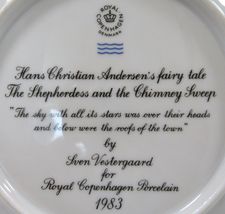 ROYAL
COPENHAGEN
DENMARK
Hans Christian Andersen's fairy tale
The Shepherdess and the Chimney Sweep
"The sky with all its stars was over their heads
and below were the roofs of the town"
by
Sven Vestergaard
for
Royal Copenhagen Porcelain
1983